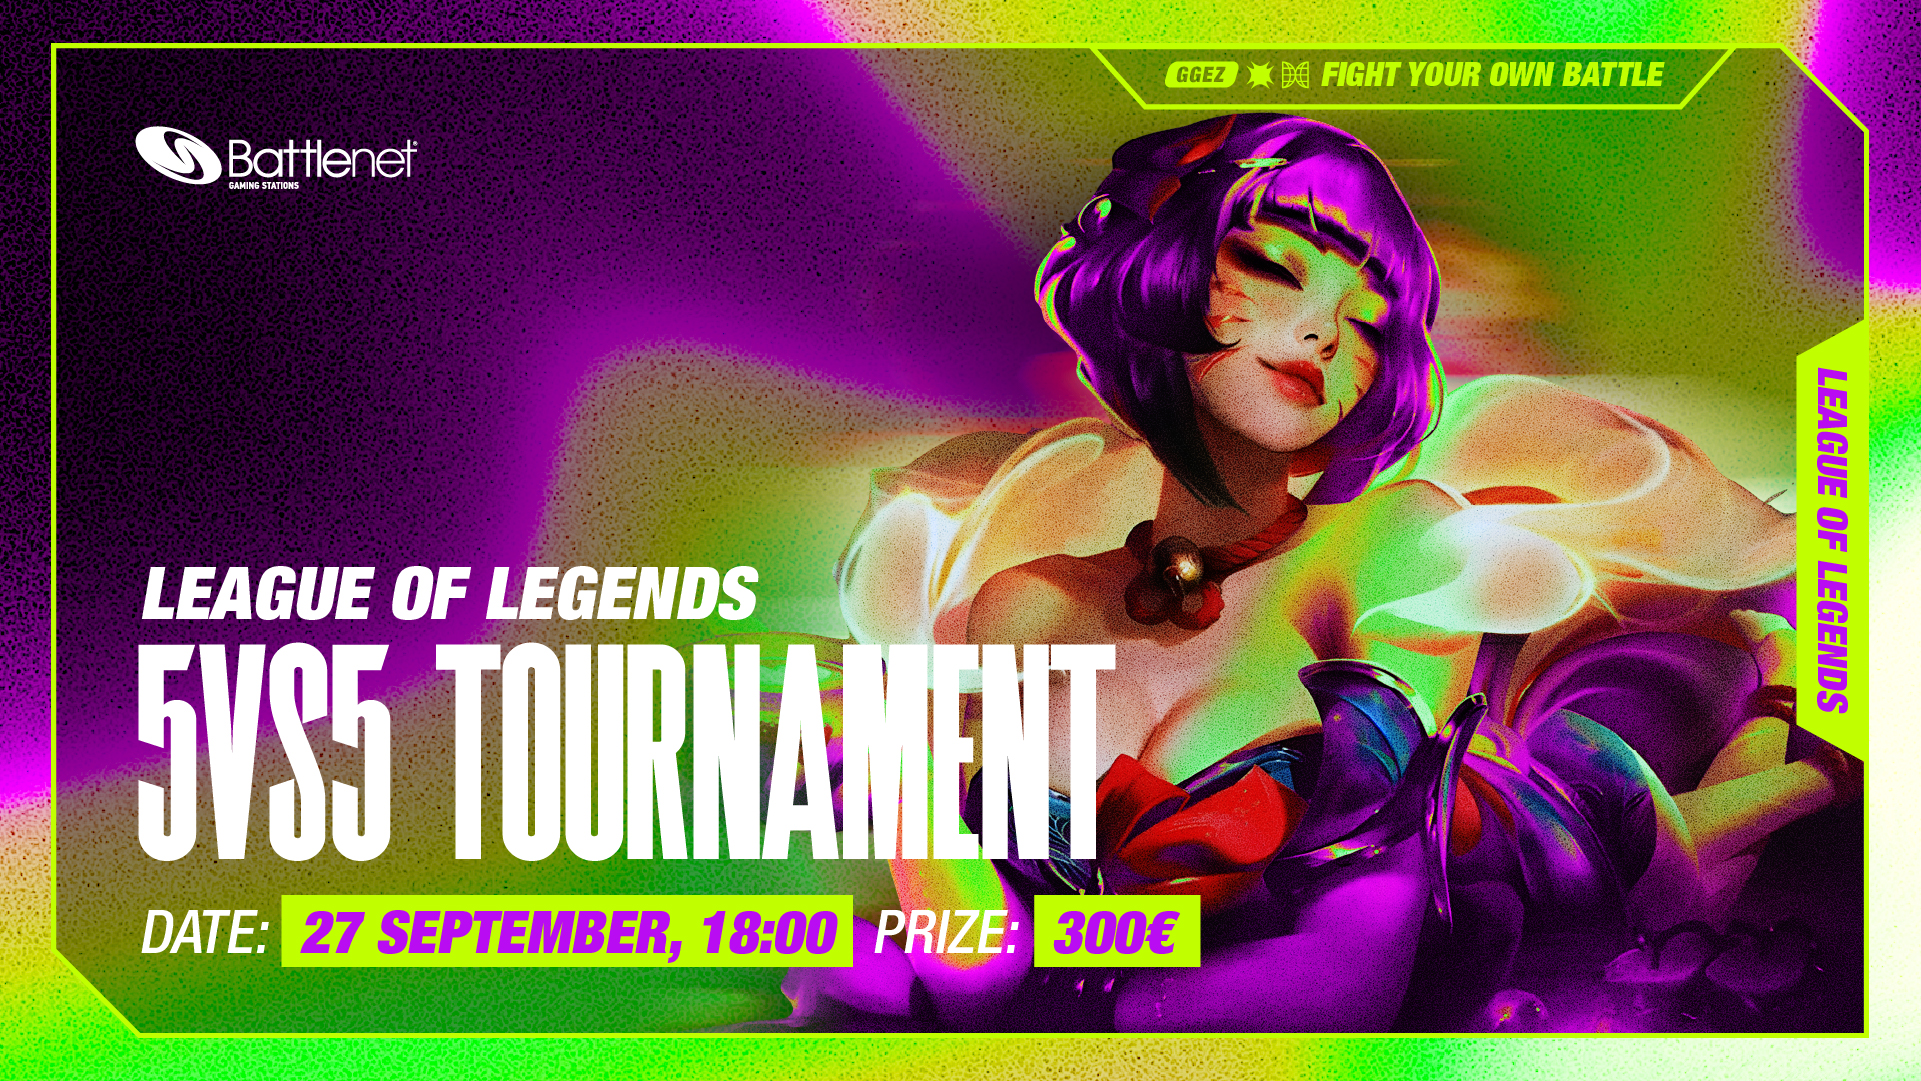 GGEZ FIGHT YOUR OWN BATTLE
Battlenet®
GAMING STATIONS
LEAGUE OF LEGENDS
LEAGUE OF LEGENDS
5VS5 TOURNAMENT
DATE: 27 SEPTEMBER, 18:00 PRIZE: 300€